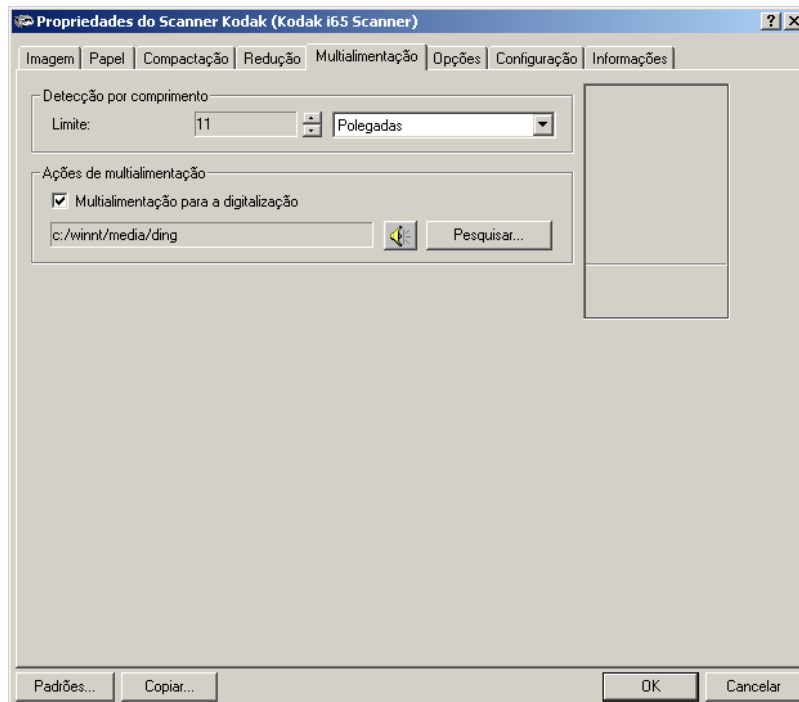 Propriedades do Scanner Kodak (Kodak i65 Scanner)
Imagem Papel Compactação Redução Multialimentação Opções Configuração Informações
Detecção por comprimento
Limite: 11 Polegadas
Ações de multialimentação
Multialimentação para a digitalização
c:/winnt/media/ding Pesquisar...
Padrões... Copiar... OK Cancelar